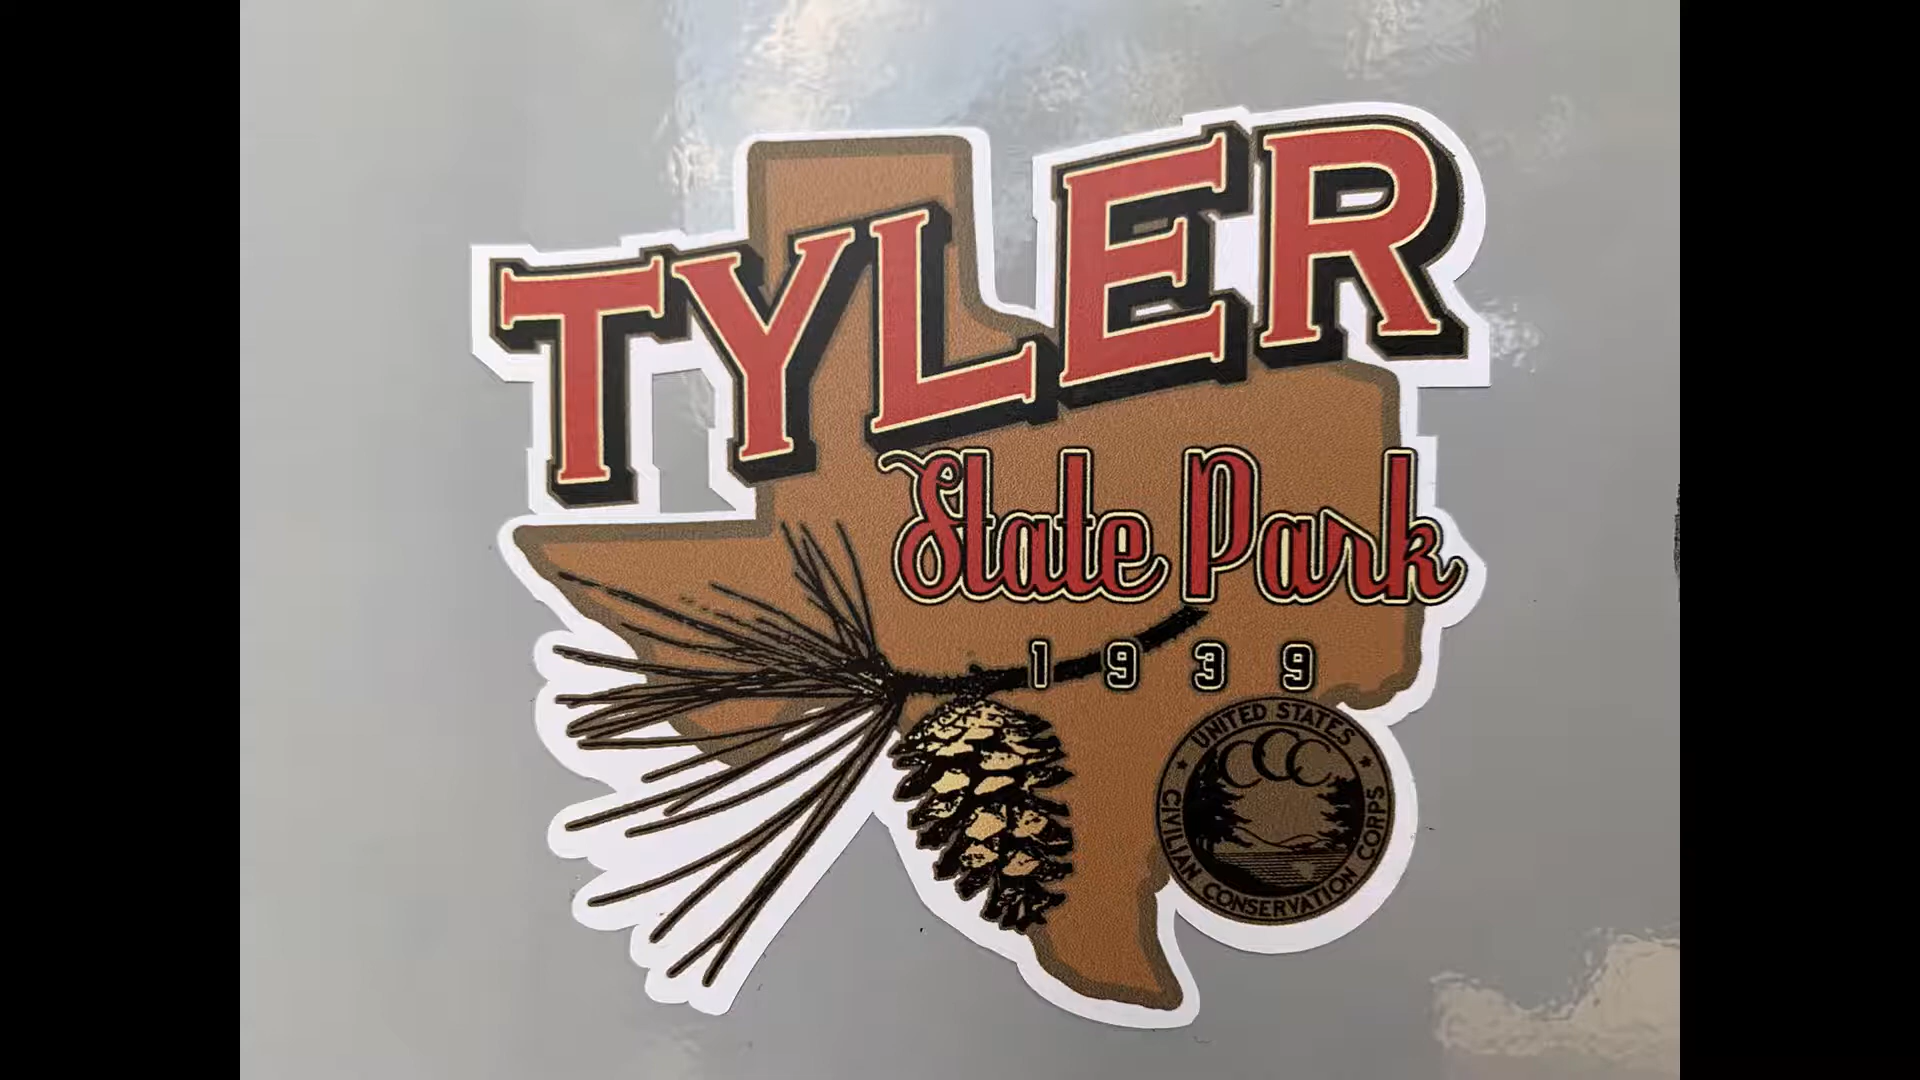 TYLER
State Park
1939
UNITED STATES
CCC
CIVILIAN CONSERVATION CORPS